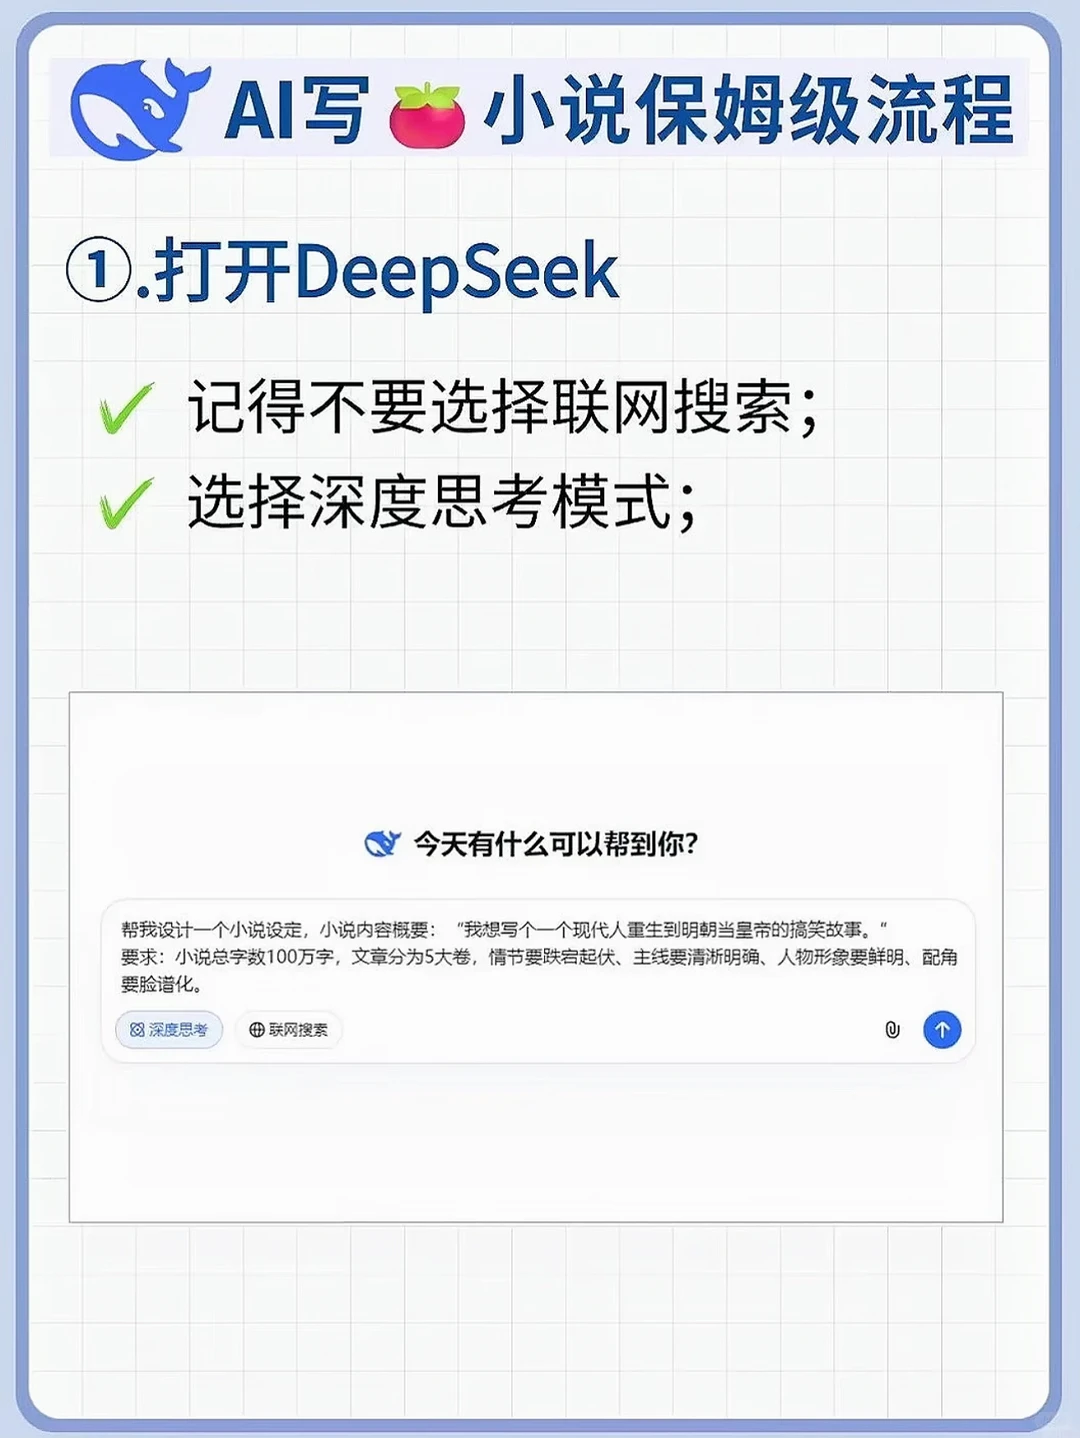 AI写🍅小说保姆级流程
①.打开DeepSeek
记得不要选择联网搜索；
选择深度思考模式；
今天有什么可以帮到你？
帮我设计一个小说设定，小说内容概要：“我想写个一个现代人重生到明朝当皇帝的搞笑故事。“
要求：小说总字数100万字，文章分为5大卷，情节要跌宕起伏、主线要清淅明确、人物形象要鲜明、配角
要脸谱化。
深度思考 联网搜索